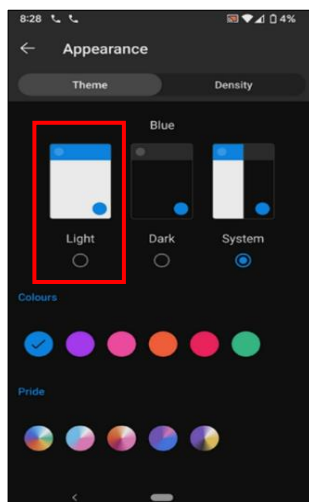 8:28 4%
Appearance
Theme Density
Blue
Light Dark System
Colours
Pride